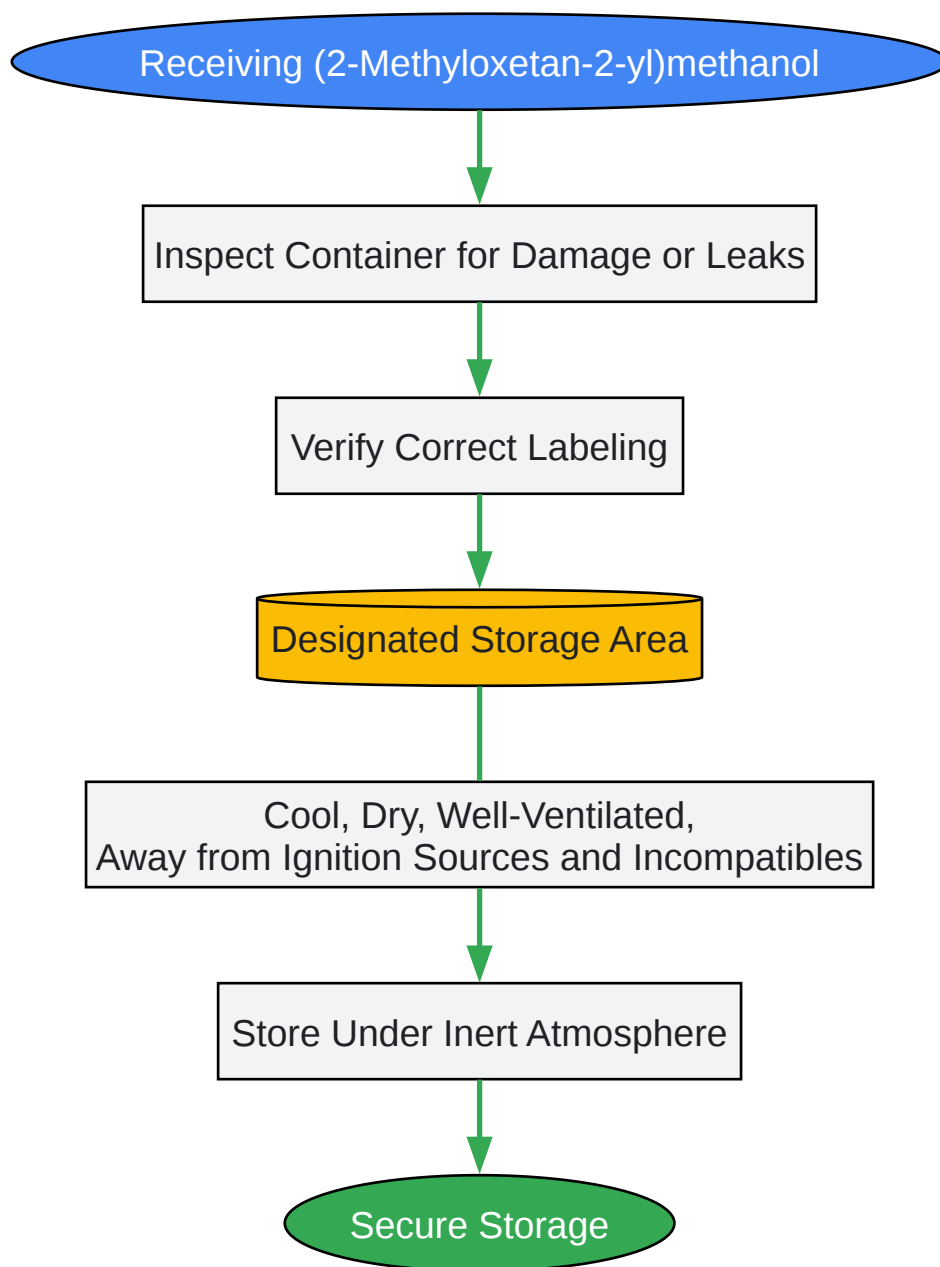 Receiving (2-Methyloxetan-2-yl)methanol
Inspect Container for Damage or Leaks
Verify Correct Labeling
Designated Storage Area
Cool, Dry, Well-Ventilated,
Away from Ignition Sources and Incompatibles
Store Under Inert Atmosphere
Secure Storage